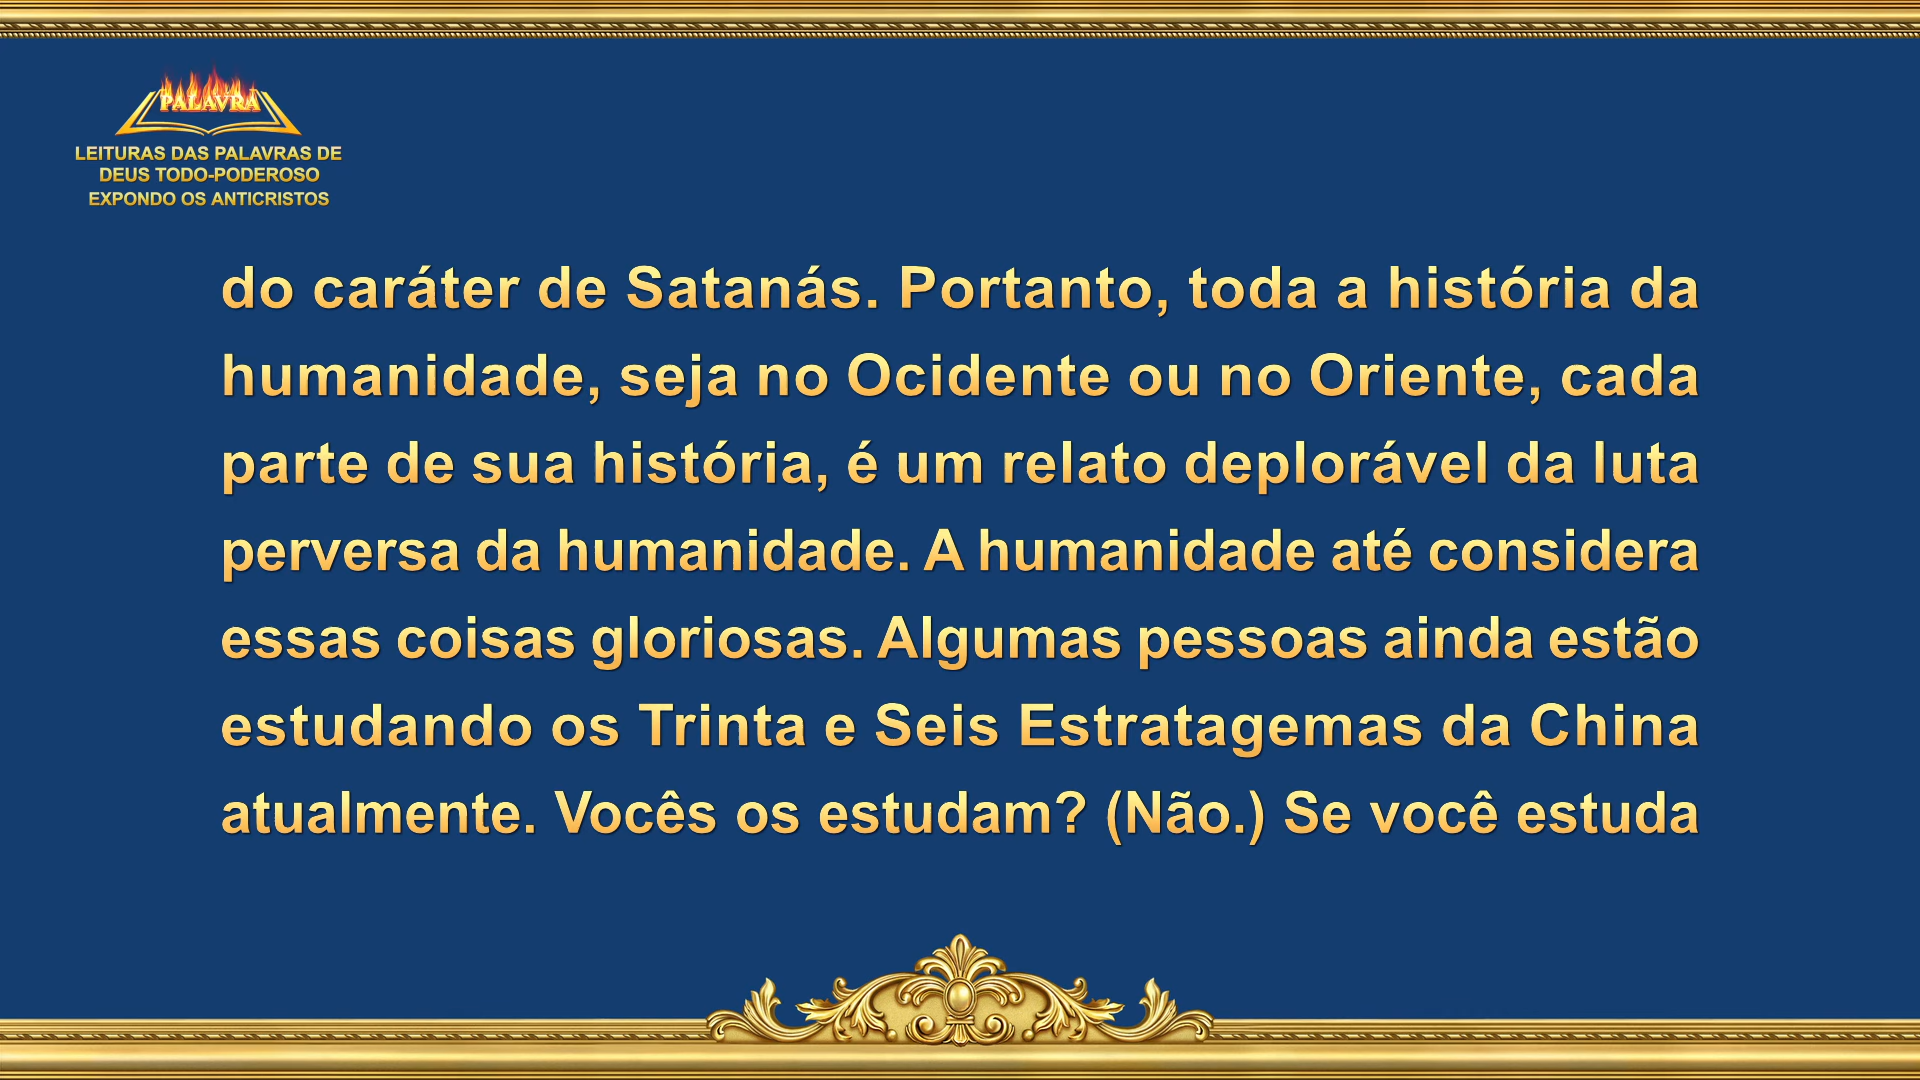 PALAVRA
LEITURAS DAS PALAVRAS DE
DEUS TODO-PODEROSO
EXPONDO OS ANTICRISTOS
do caráter de Satanás. Portanto, toda a história da
humanidade, seja no Ocidente ou no Oriente, cada
parte de sua história, é um relato deplorável da luta
perversa da humanidade. A humanidade até considera
essas coisas gloriosas. Algumas pessoas ainda estão
estudando os Trinta e Seis Estratagemas da China
atualmente. Vocês os estudam? (Não.) Se você estuda